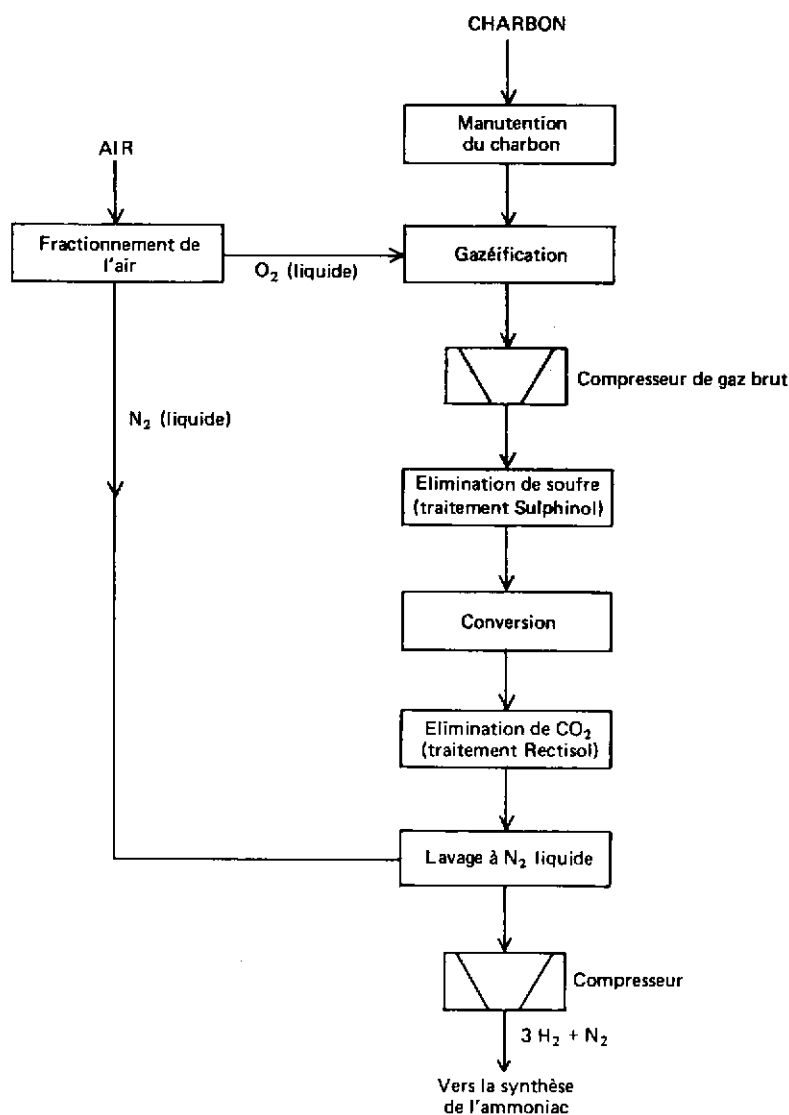 CHARBON
Manutention
du charbon
AIR
Fractionnement de
l'air
O₂ (liquide)
Gazéification
Compresseur de gaz brut
N₂ (liquide)
Elimination de soufre
(traitement Sulphinol)
Conversion
Elimination de CO₂
(traitement Rectisol)
Lavage à N₂ liquide
Compresseur
3 H₂ + N₂
Vers la synthèse
de l'ammoniac